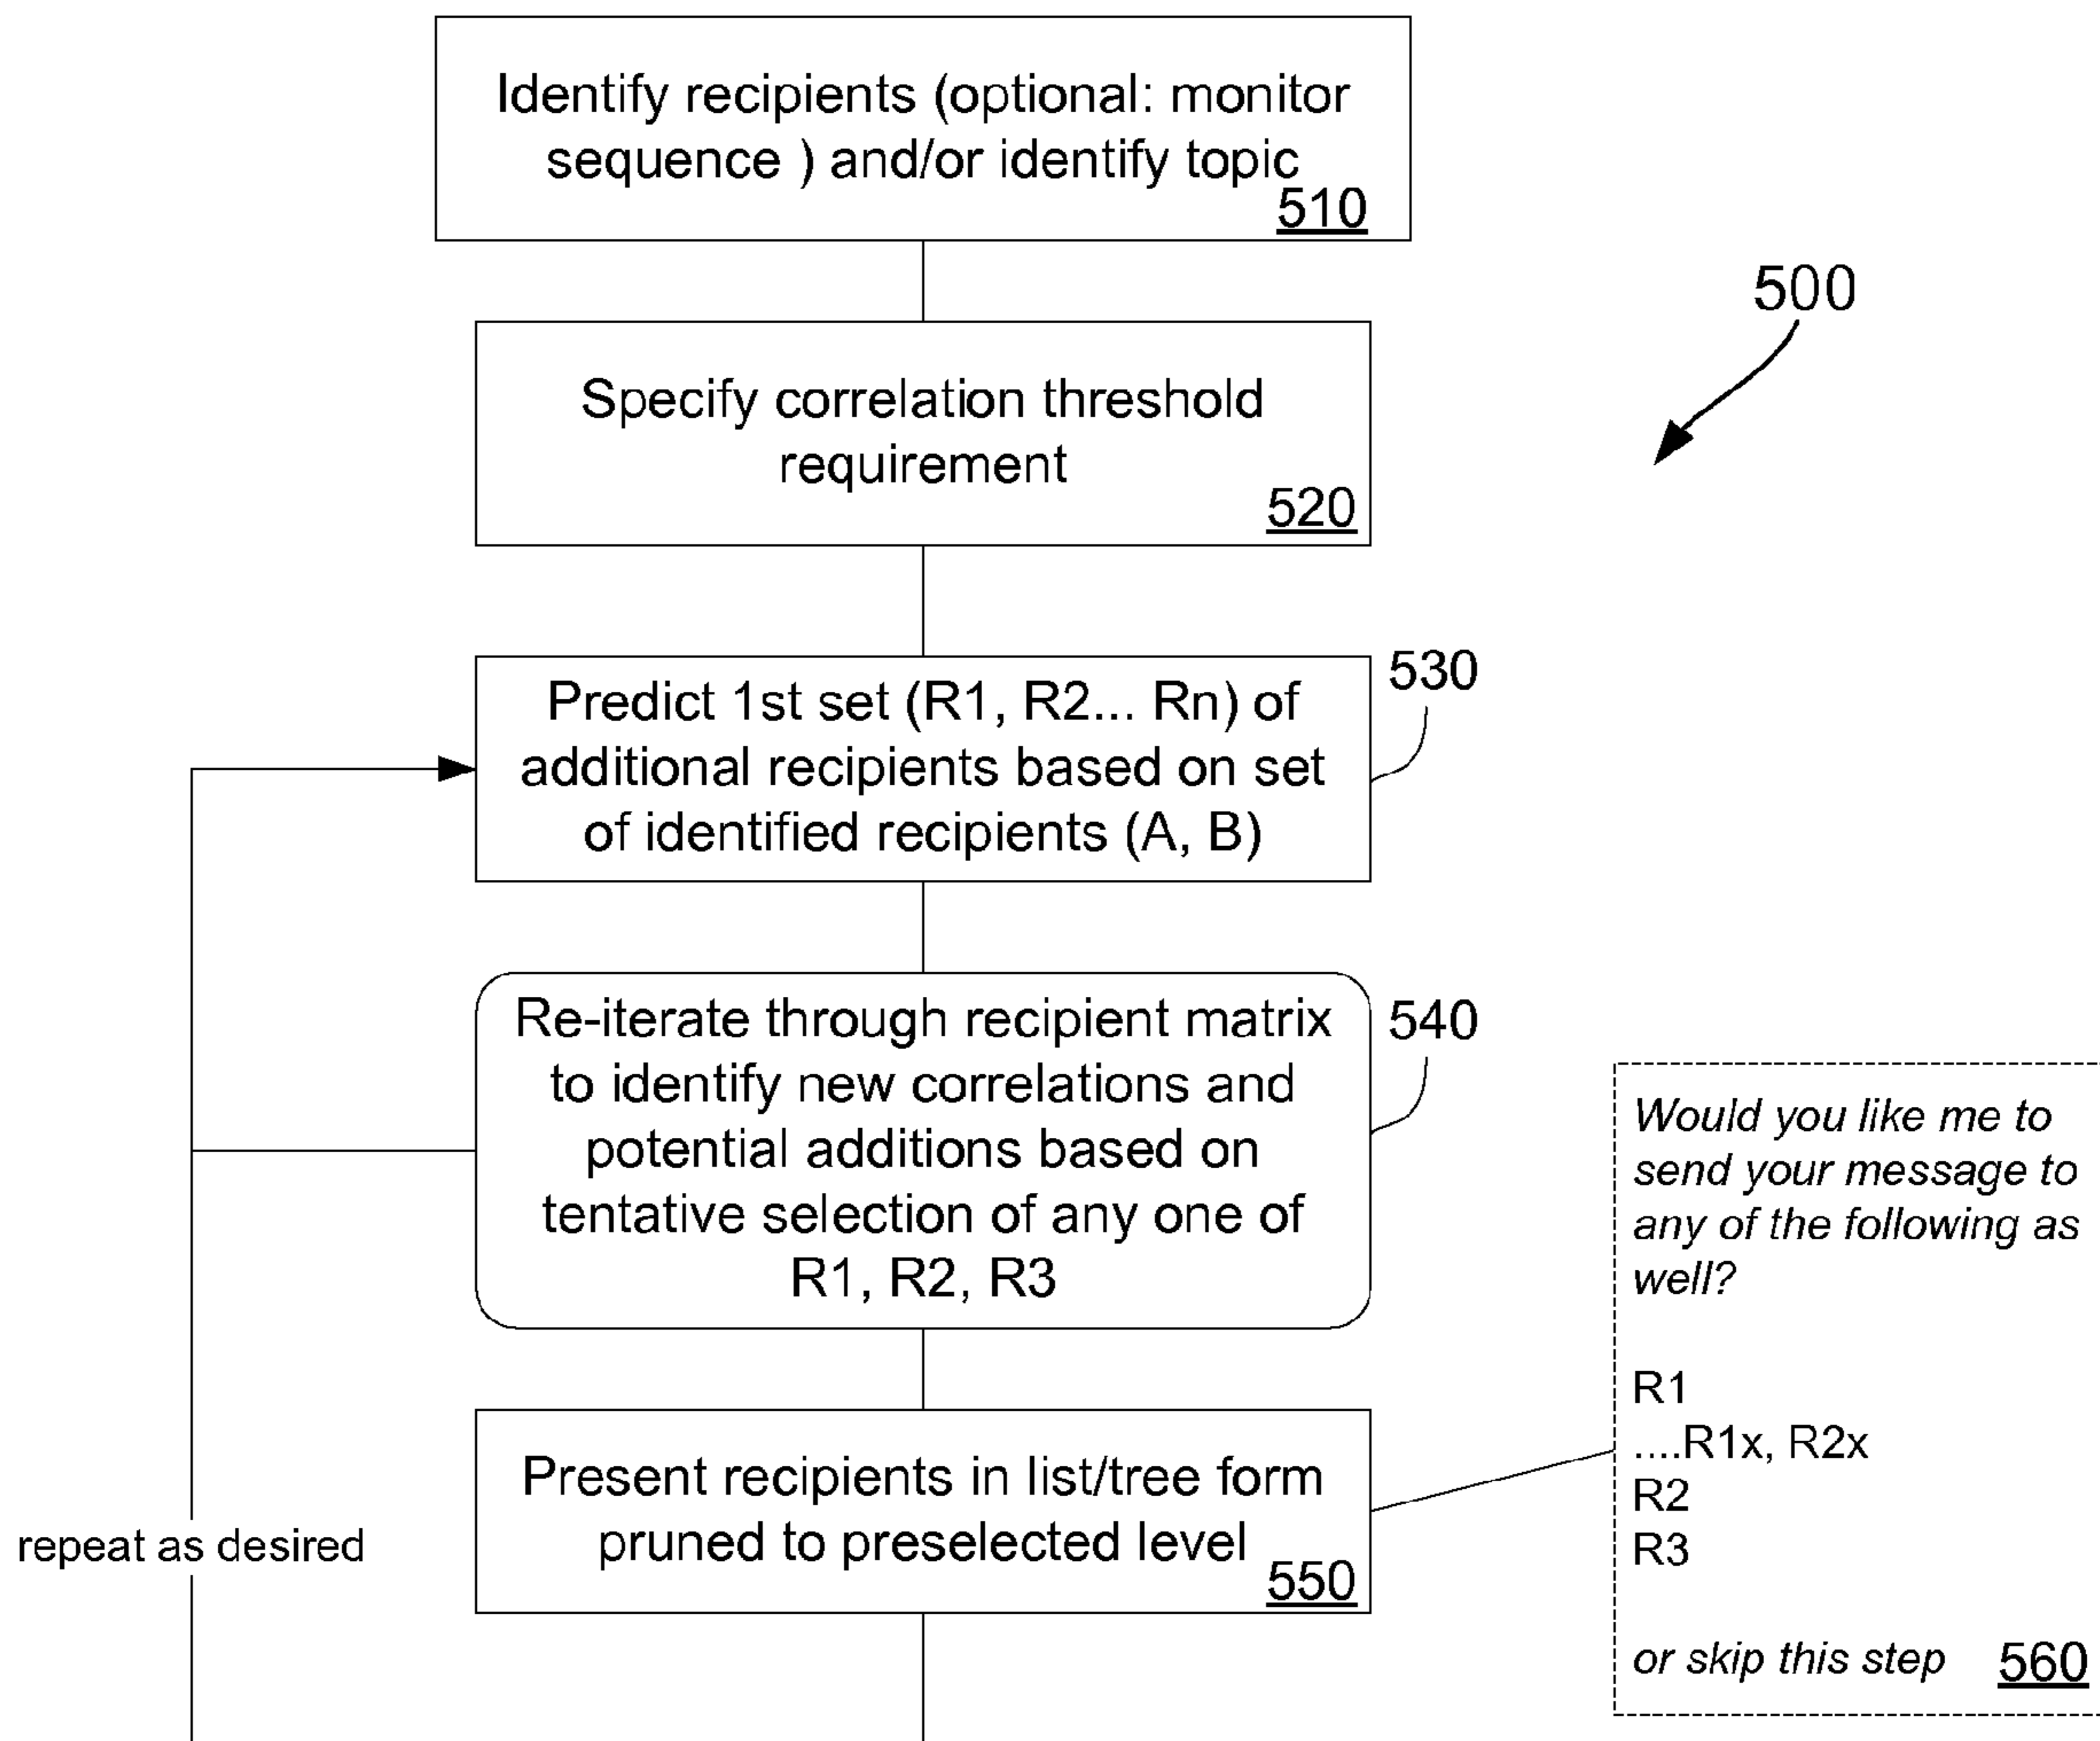 Identify recipients (optional: monitor
sequence ) and/or identify topic
510
500
Specify correlation threshold
requirement
520
Predict 1st set (R1, R2... Rn) of
additional recipients based on set
of identified recipients (A, B)
530
Re-iterate through recipient matrix
to identify new correlations and
potential additions based on
tentative selection of any one of
R1, R2, R3
540
Present recipients in list/tree form
pruned to preselected level
550
repeat as desired
Would you like me to
send your message to
any of the following as
well?
R1
....R1x, R2x
R2
R3
or skip this step 560